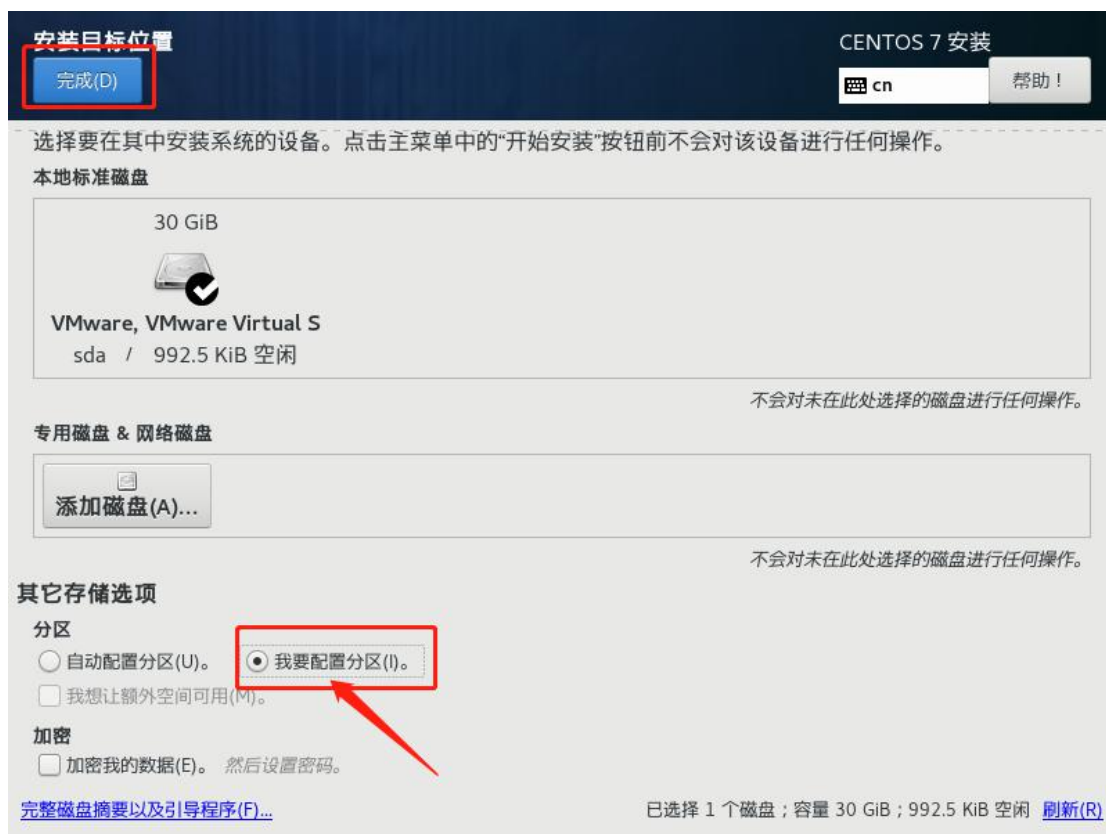 安装目标位置
CENTOS 7 安装
完成(D)
cn
帮助！
选择要在其中安装系统的设备。点击主菜单中的“开始安装”按钮前不会对该设备进行任何操作。
本地标准磁盘
30 GiB
VMware, VMware Virtual S
sda / 992.5 KiB 空闲
不会对未在此处选择的磁盘进行任何操作。
专用磁盘 & 网络磁盘
添加磁盘(A)...
不会对未在此处选择的磁盘进行任何操作。
其它存储选项
分区
自动配置分区(U)。 我要配置分区(I)。
我想让额外空间可用(M)。
加密
加密我的数据(E)。 然后设置密码。
完整磁盘摘要以及引导程序(F)... 已选择 1 个磁盘；容量 30 GiB；992.5 KiB 空闲 刷新(R)